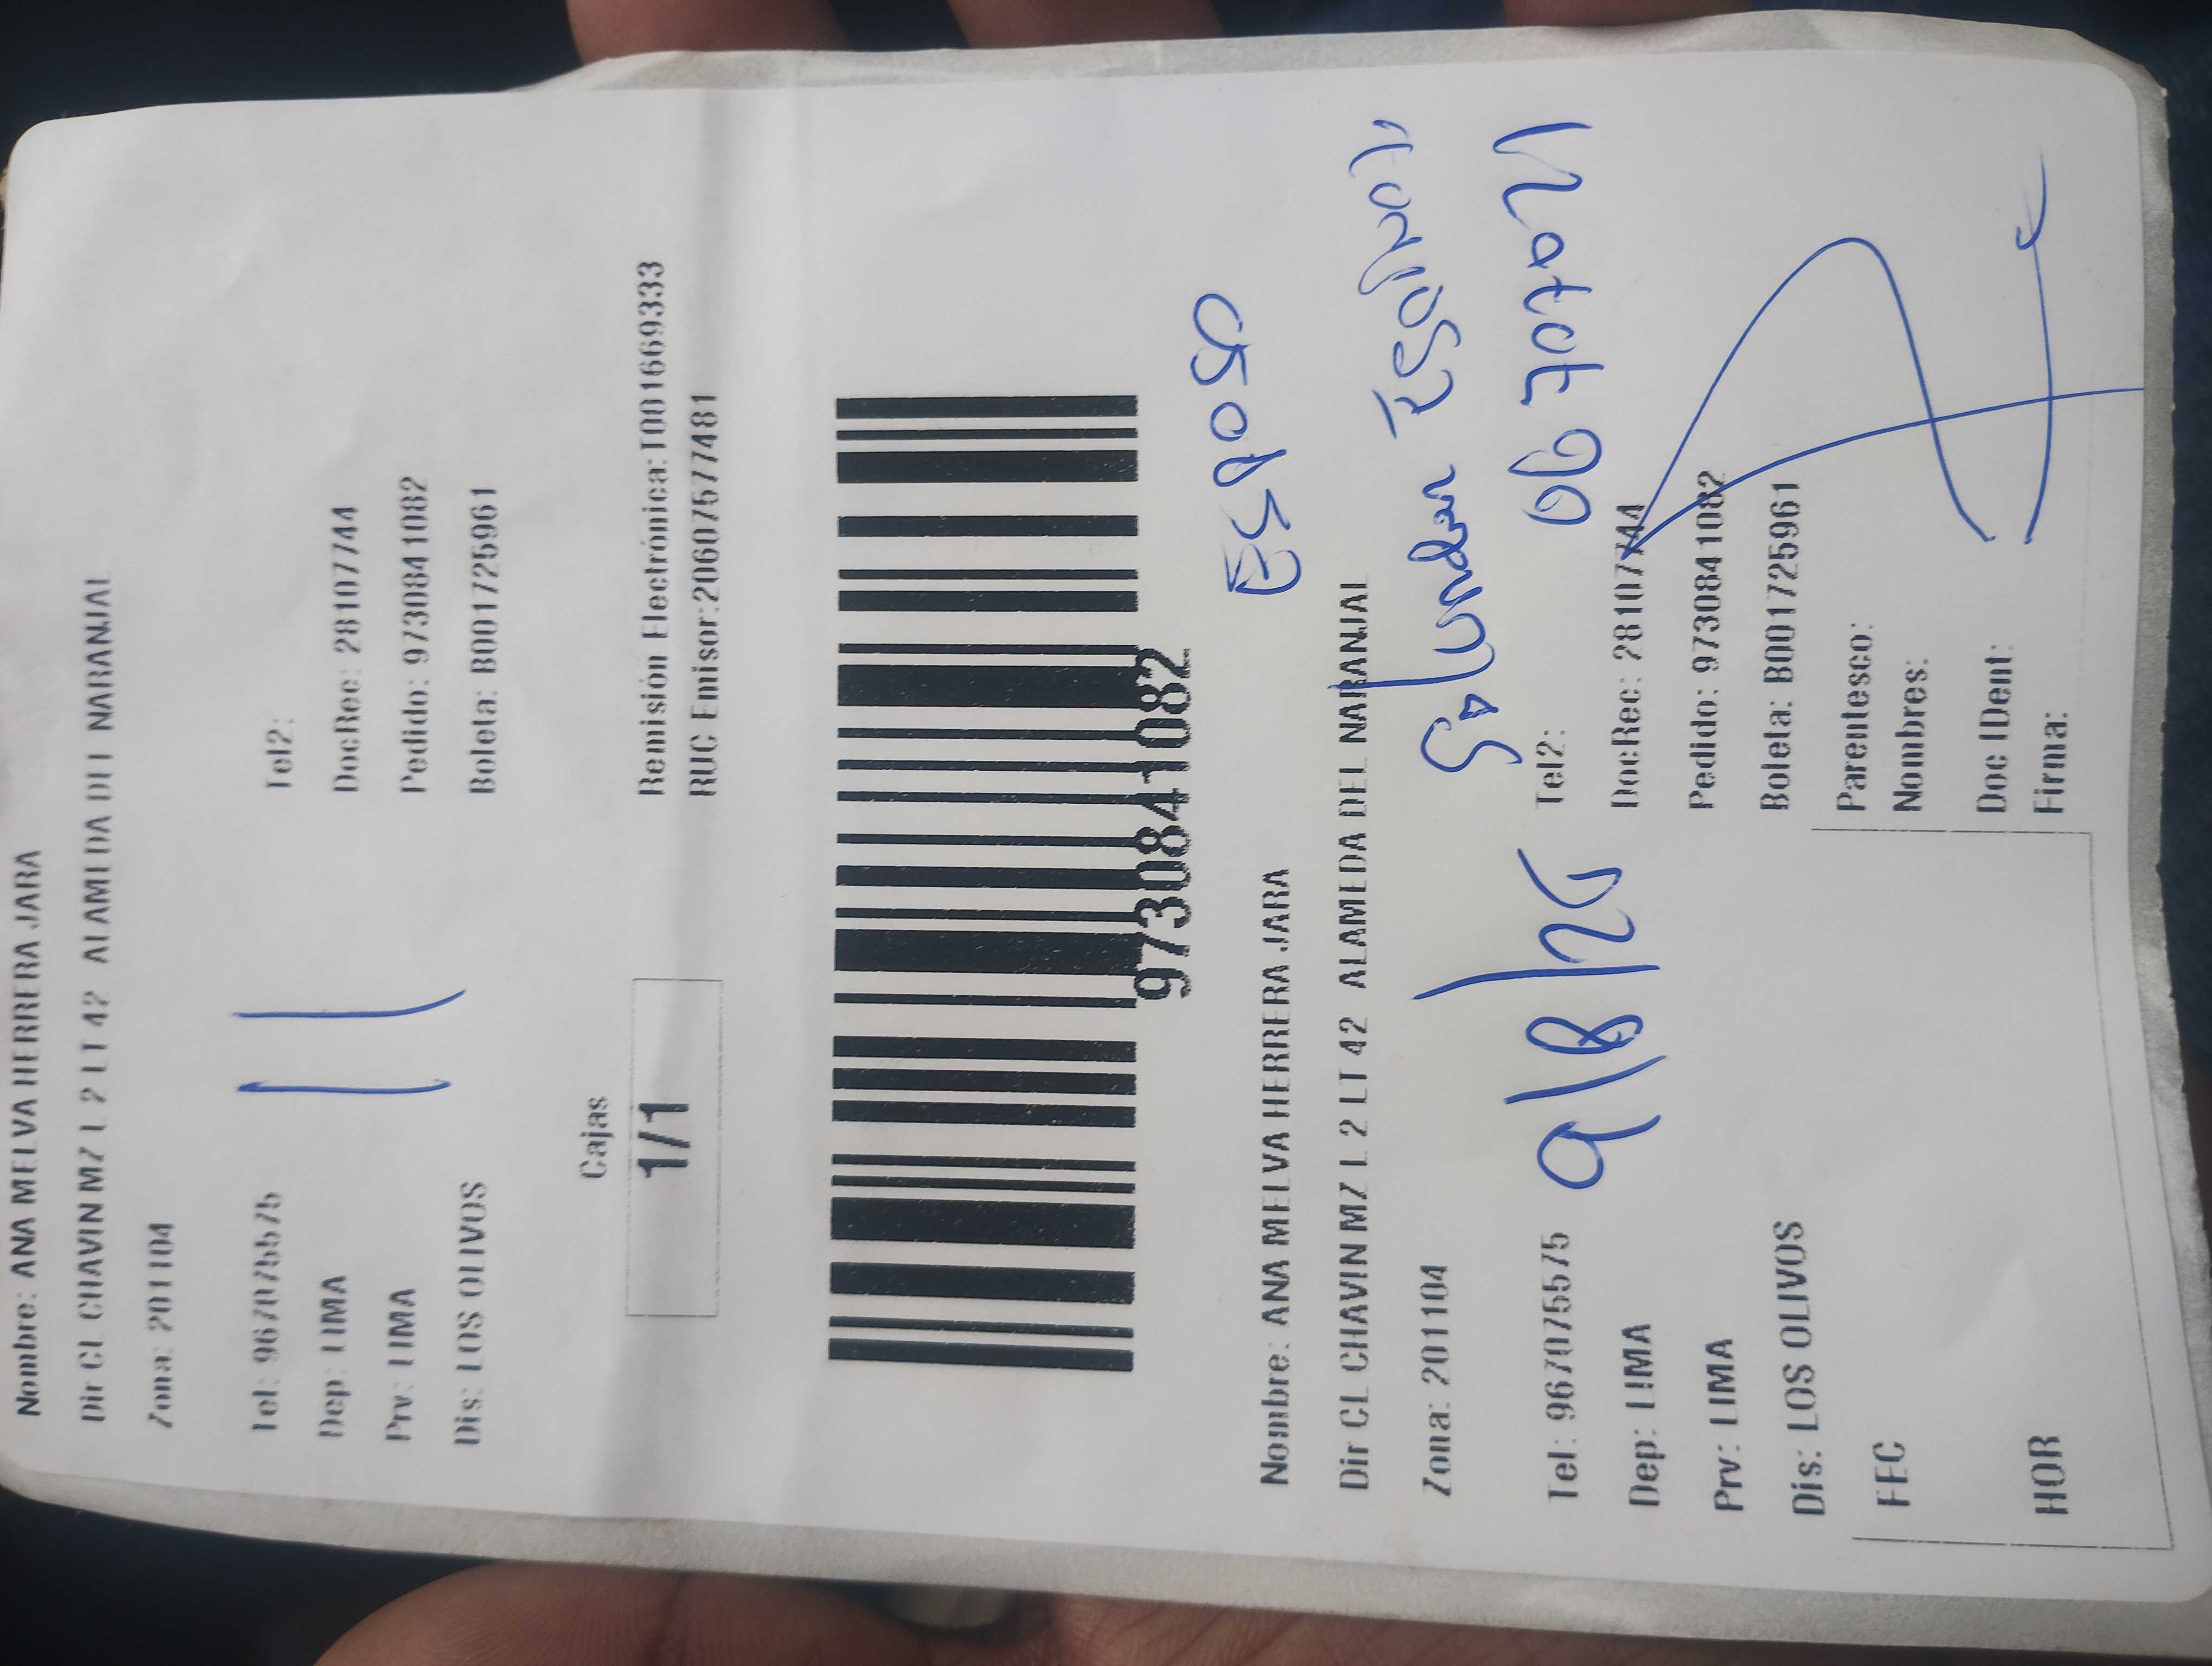 Nombre: ANA MELVA HERRERA JARA
Dir CL CHAVIN MZ L 2 LT 42 ALAMEDA DEL NARANJAL
Zona: 201104
Tel: 967075575
Tel2:
Dep: LIMA
DocRec: 28107744
Prv: LIMA
Pedido: 9730841082
Dis: LOS OLIVOS
Boleta: B001725961
Cajas
1/1
Remisión Electrónica:T001669333
RUC Emisor:20607577481
9730841082
Esposo
Nombre: ANA MELVA HERRERA JARA
Dir CL CHAVIN MZ L 2 LT 42 ALAMEDA DEL NARANJAL
Zona: 201104
Tel: 967075575
Tel2:
Dep: LIMA
DocRec: 28107744
Prv: LIMA
Pedido: 9730841082
Dis: LOS OLIVOS
Boleta: B001725961
FEC
HOR
Parentesco:
Nombres:
Doc IDent:
Firma: